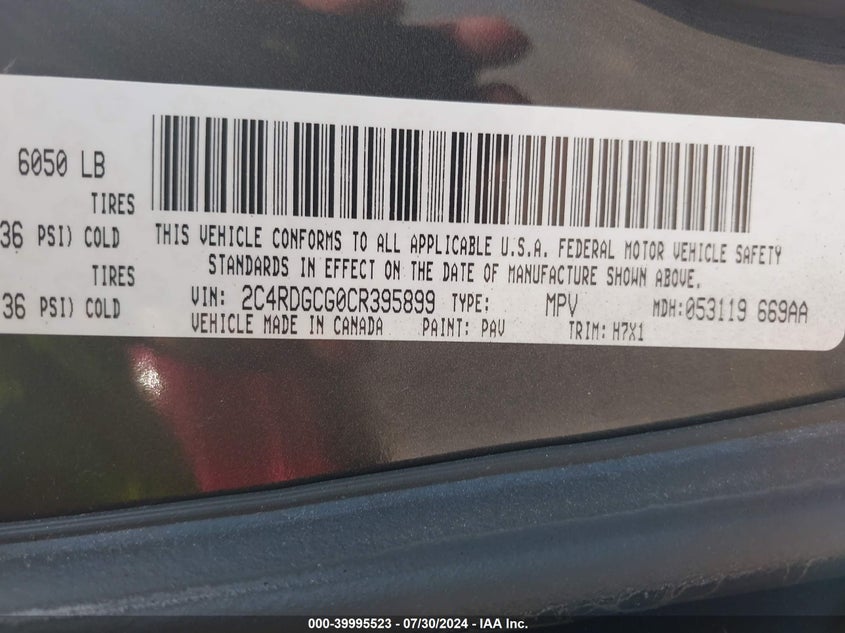 6050 LB
TIRES
36 PSI) COLD
TIRES
36 PSI) COLD
THIS VEHICLE CONFORMS TO ALL APPLICABLE U.S.A. FEDERAL MOTOR VEHICLE SAFETY
STANDARDS IN EFFECT ON THE DATE OF MANUFACTURE SHOWN ABOVE.
VIN: 2C4RDGCG0CR395899 TYPE: MPV MDH:053119 669AA
VEHICLE MADE IN CANADA PAINT: PAV TRIM: H7X1
000-39995523 - 07/30/2024 - IAA Inc.